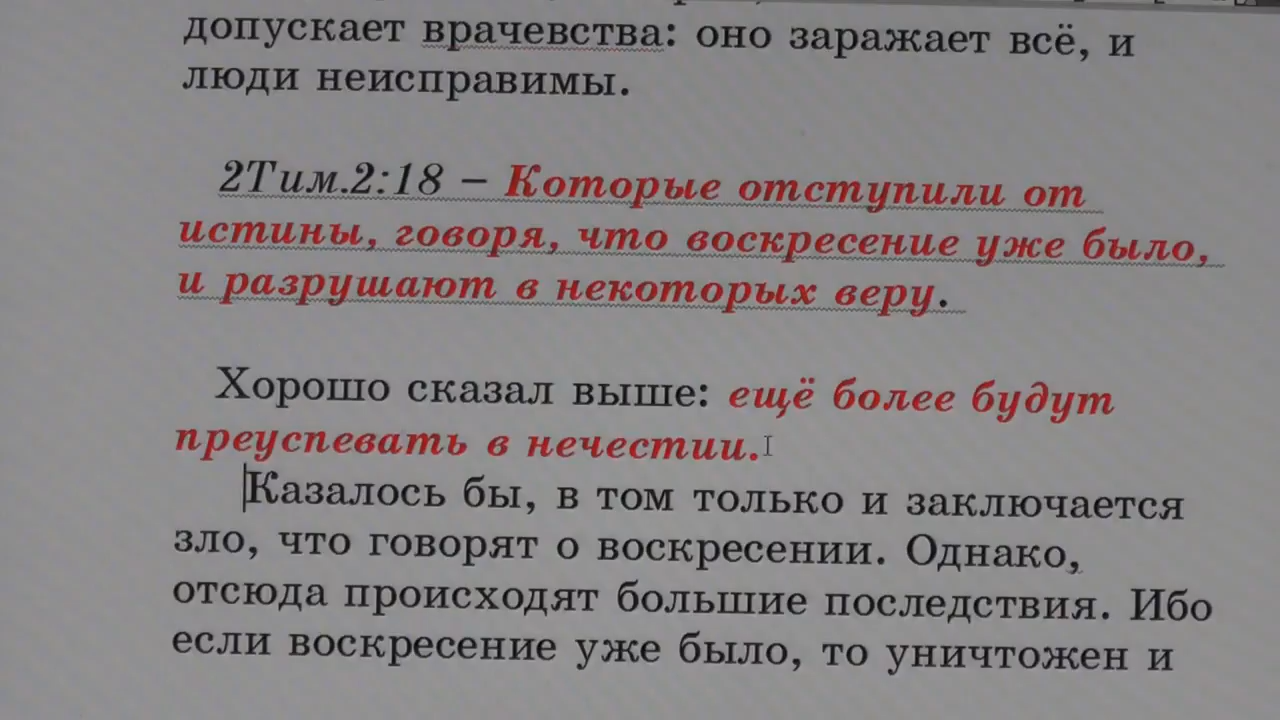 допускает врачевства: оно заражает всё, и
люди неисправимы.
2Тим.2:18 – Которые отступили от
истины, говоря, что воскресение уже было,
и разрушают в некоторых веру.
Хорошо сказал выше: ещё более будут
преуспевать в нечестии.
Казалось бы, в том только и заключается
зло, что говорят о воскресении. Однако,
отсюда происходят большие последствия. Ибо
если воскресение уже было, то уничтожен и